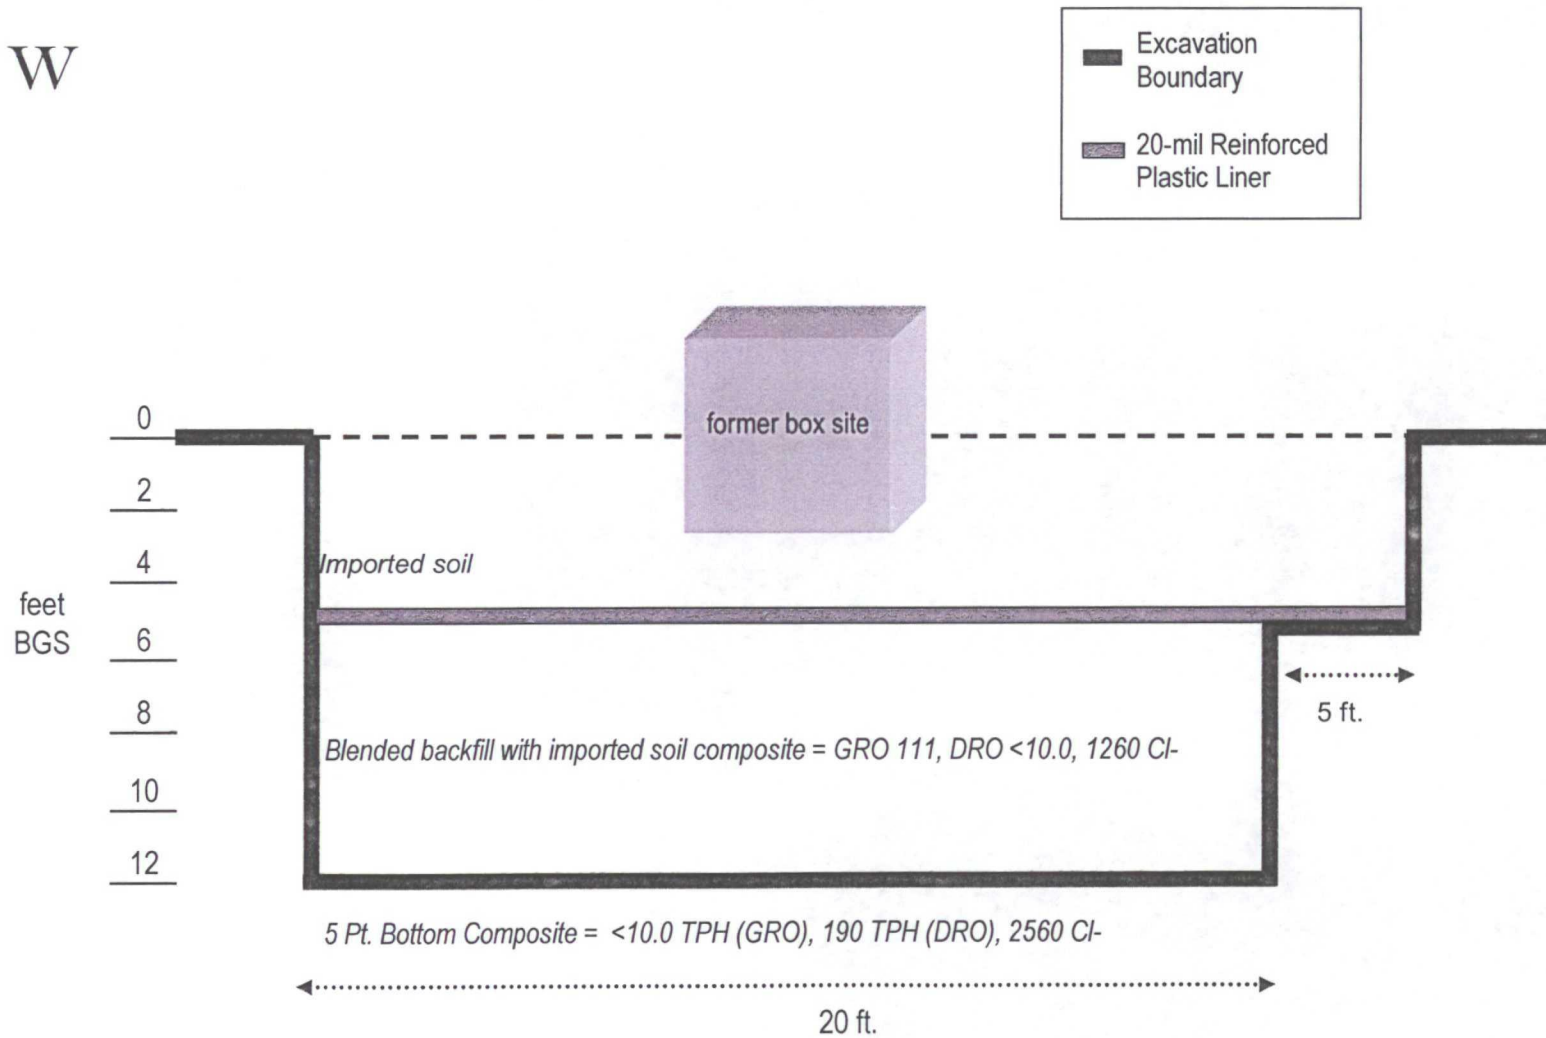 W
Excavation
Boundary
20-mil Reinforced
Plastic Liner
former box site
0
2
4
6
8
10
12
feet
BGS
Imported soil
5 ft.
Blended backfill with imported soil composite = GRO 111, DRO <10.0, 1260 Cl-
5 Pt. Bottom Composite = <10.0 TPH (GRO), 190 TPH (DRO), 2560 Cl-
20 ft.